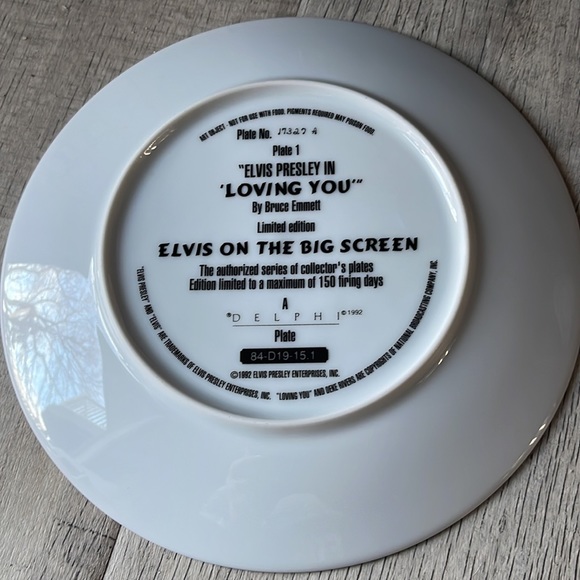 ART OBJECT · NOT FOR USE WITH FOOD. PIGMENTS REQUIRED MAY POISON FOOD.
Plate No. 17327 A
Plate 1
"ELVIS PRESLEY IN
'LOVING YOU'"
By Bruce Emmett
Limited edition
ELVIS ON THE BIG SCREEN
The authorized series of collector's plates
Edition limited to a maximum of 150 firing days
A
®DELPHI ©1992
Plate
84-D19-15.1
©1992 ELVIS PRESLEY ENTERPRISES, INC.
"ELVIS PRESLEY" AND "ELVIS" ARE TRADEMARKS OF ELVIS PRESLEY ENTERPRISES, INC. "LOVING YOU" AND DEKE RIVERS ARE COPYRIGHTS OF NATIONAL BROADCASTING COMPANY, INC.